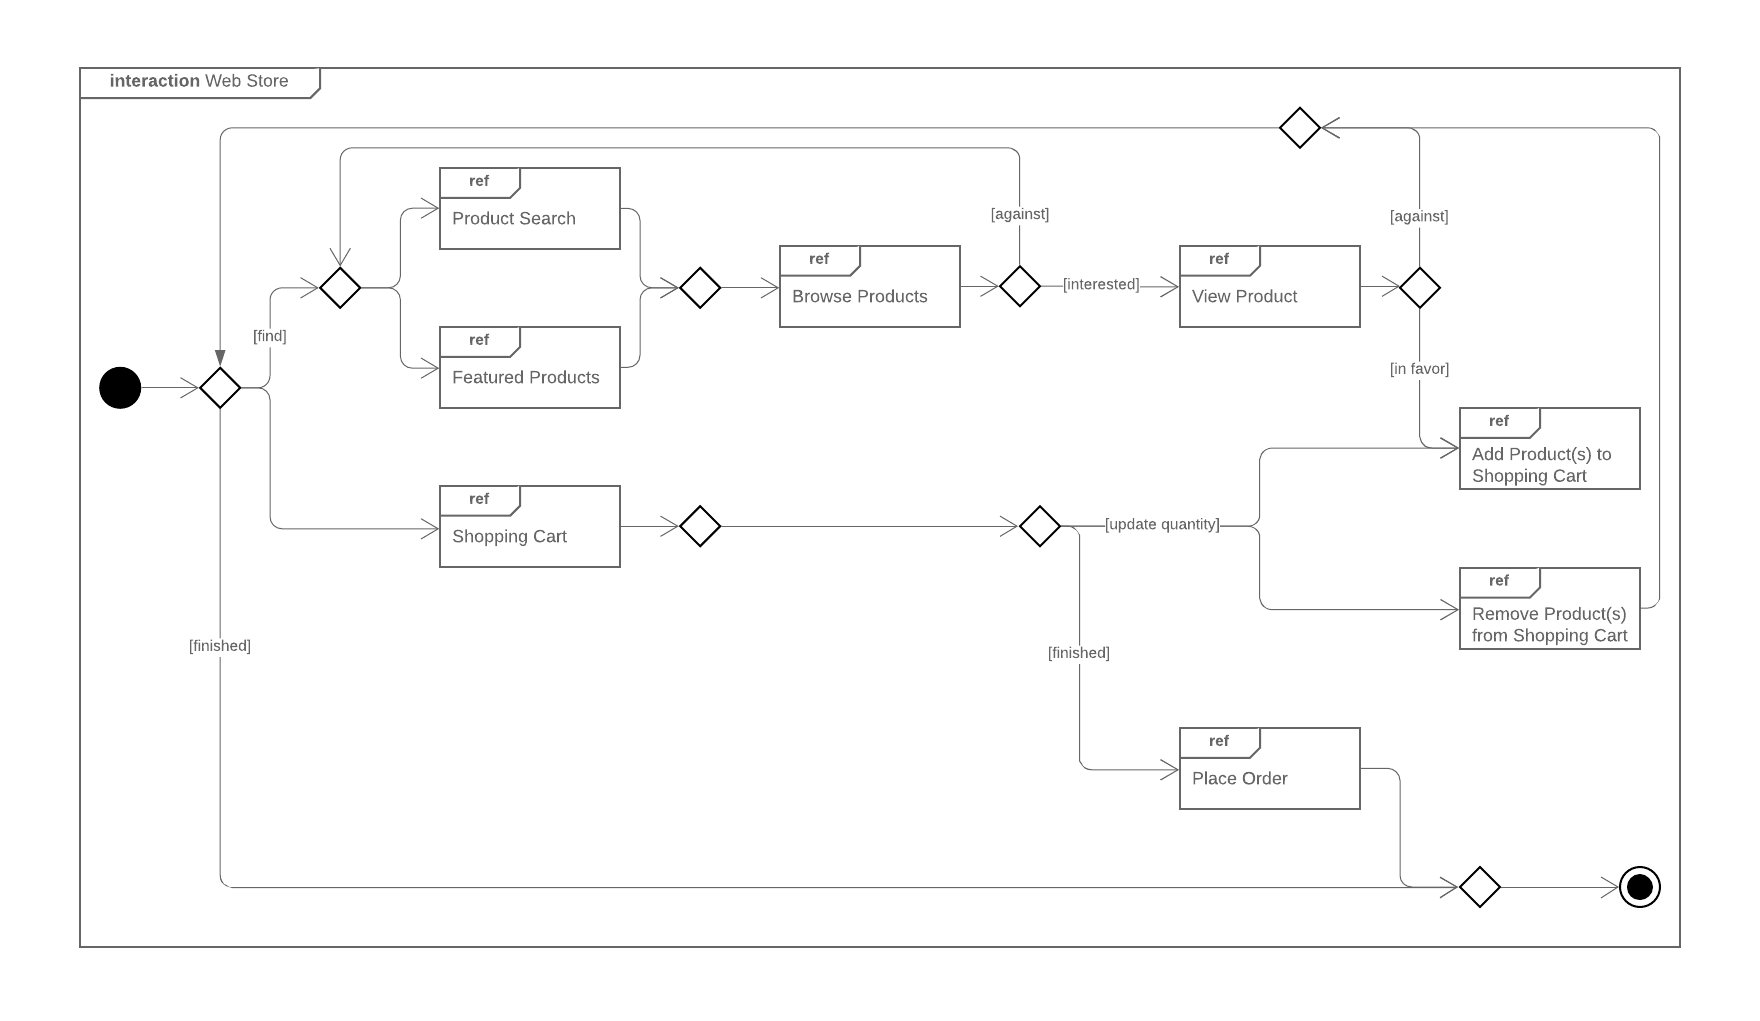 interaction Web Store
ref
Product Search
[against]
[against]
ref
Browse Products
[interested]
ref
View Product
[find]
ref
Featured Products
[in favor]
ref
Add Product(s) to
Shopping Cart
ref
Shopping Cart
[update quantity]
ref
Remove Product(s)
from Shopping Cart
[finished]
[finished]
ref
Place Order